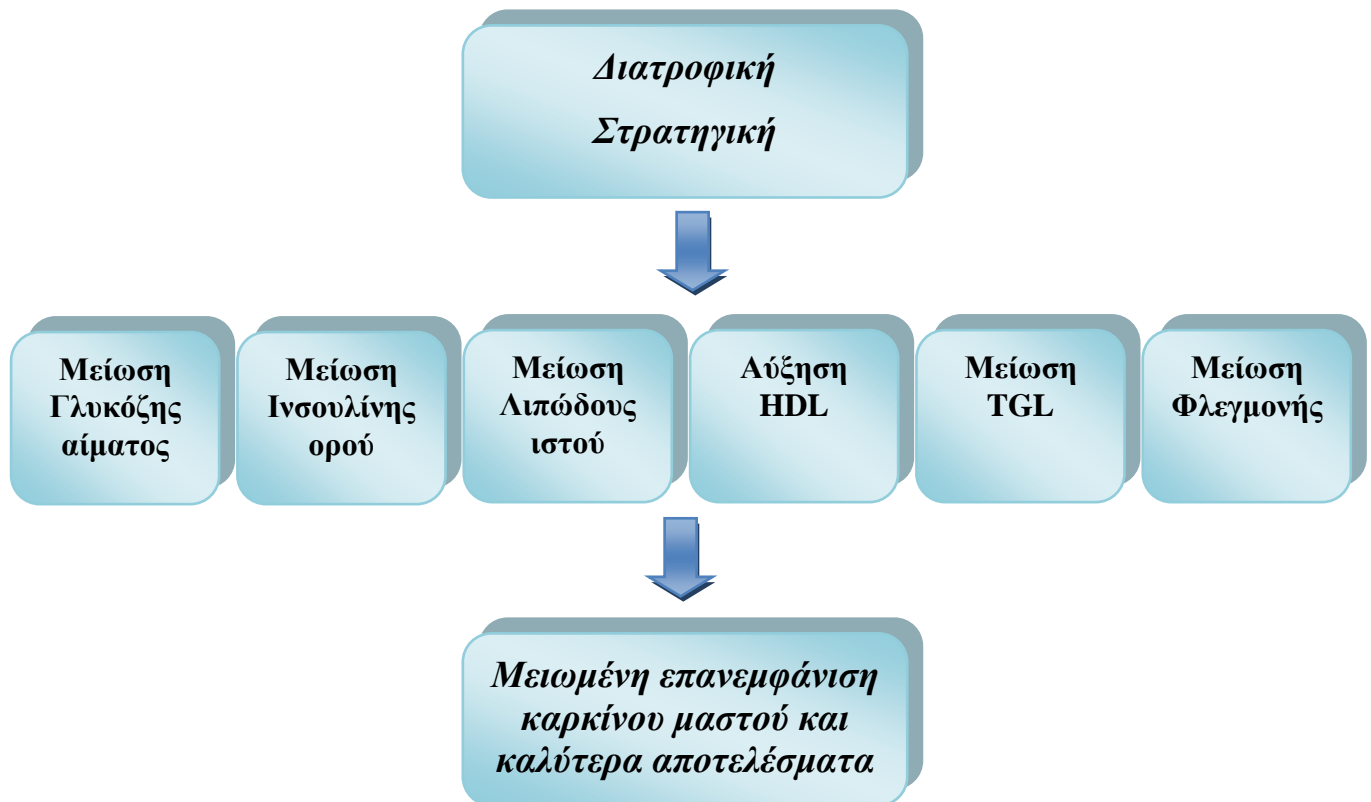 Διατροφική
Στρατηγική
Μείωση
Γλυκόζης
αίματος
Μείωση
Ινσουλίνης
ορού
Μείωση
Λιπώδους
ιστού
Αύξηση
HDL
Μείωση
TGL
Μείωση
Φλεγμονής
Μειωμένη επανεμφάνιση
καρκίνου μαστού και
καλύτερα αποτελέσματα